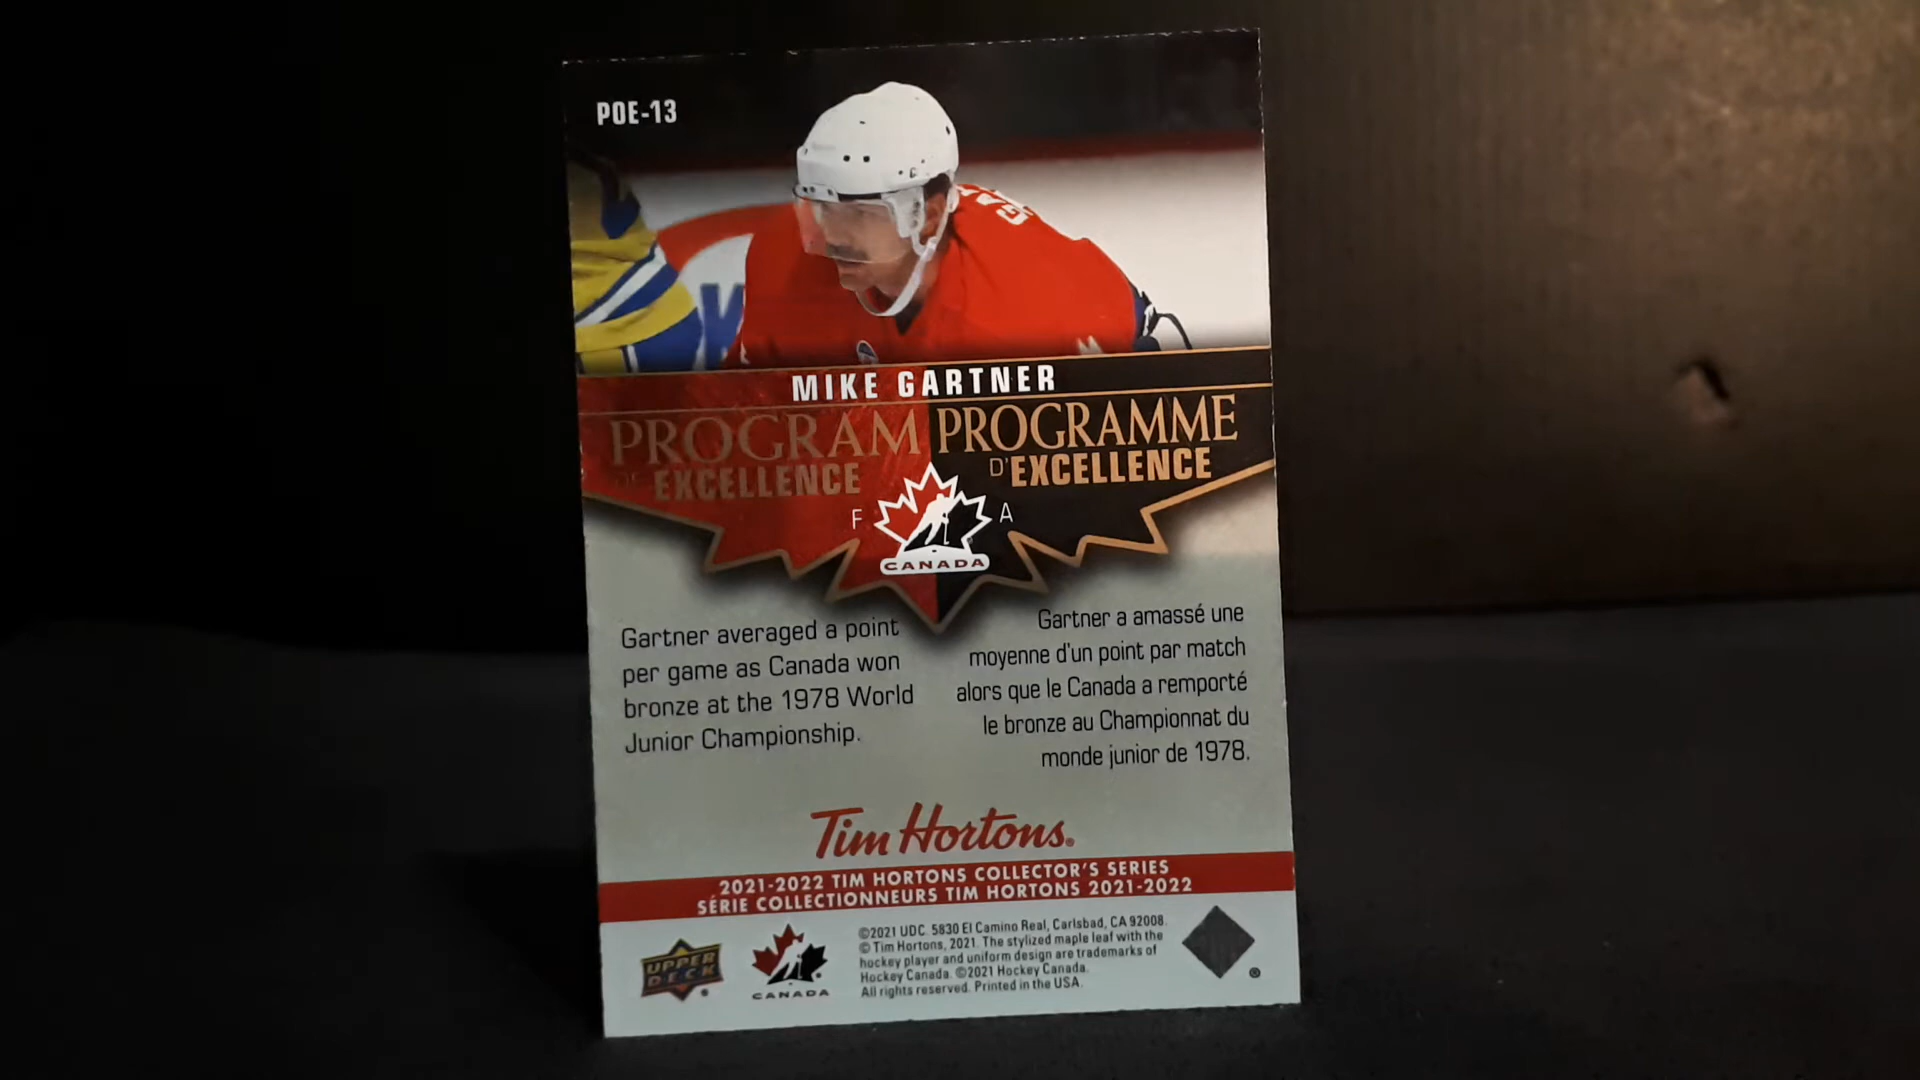 POE-13
GAR
MIKE GARTNER
PROGRAM PROGRAMME
OF EXCELLENCE D'EXCELLENCE
F A
CANADA
Gartner averaged a point
per game as Canada won
bronze at the 1978 World
Junior Championship.
Gartner a amassé une
moyenne d'un point par match
alors que le Canada a remporté
le bronze au Championnat du
monde junior de 1978.
Tim Hortons®
2021-2022 TIM HORTONS COLLECTOR'S SERIES
SÉRIE COLLECTIONNEURS TIM HORTONS 2021-2022
UPPER
DECK
CANADA
©2021 UDC. 5830 El Camino Real, Carlsbad, CA 92008.
© Tim Hortons, 2021. The stylized maple leaf with the
hockey player and uniform design are trademarks of
Hockey Canada. ©2021 Hockey Canada.
All rights reserved. Printed in the USA.